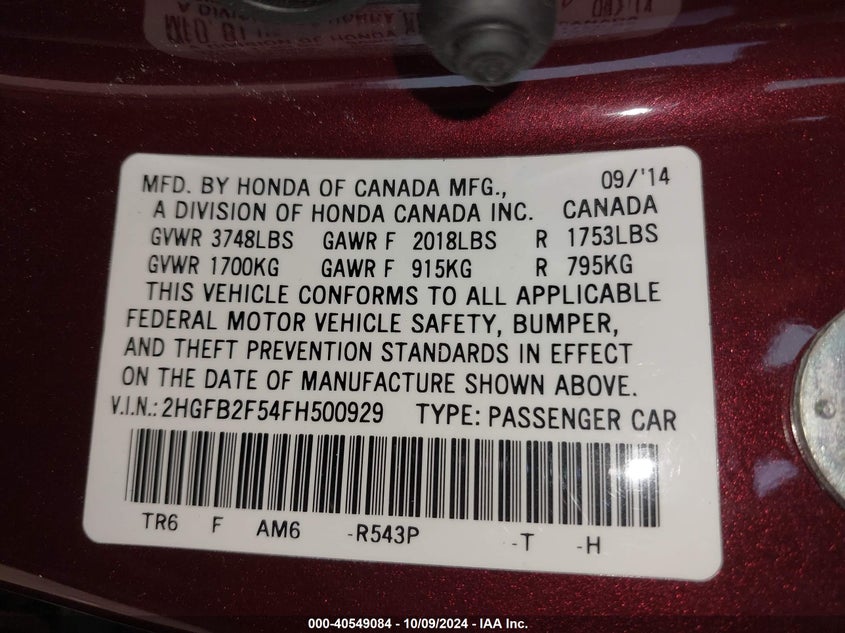 MFD. BY HONDA OF CANADA MFG., 09/'14
A DIVISION OF HONDA CANADA INC. CANADA
GVWR 3748LBS GAWR F 2018LBS R 1753LBS
GVWR 1700KG GAWR F 915KG R 795KG
THIS VEHICLE CONFORMS TO ALL APPLICABLE
FEDERAL MOTOR VEHICLE SAFETY, BUMPER,
AND THEFT PREVENTION STANDARDS IN EFFECT
ON THE DATE OF MANUFACTURE SHOWN ABOVE.
V.I.N.: 2HGFB2F54FH500929 TYPE: PASSENGER CAR
TR6 F AM6 -R543P -T -H
000-40549084 - 10/09/2024 - IAA Inc.